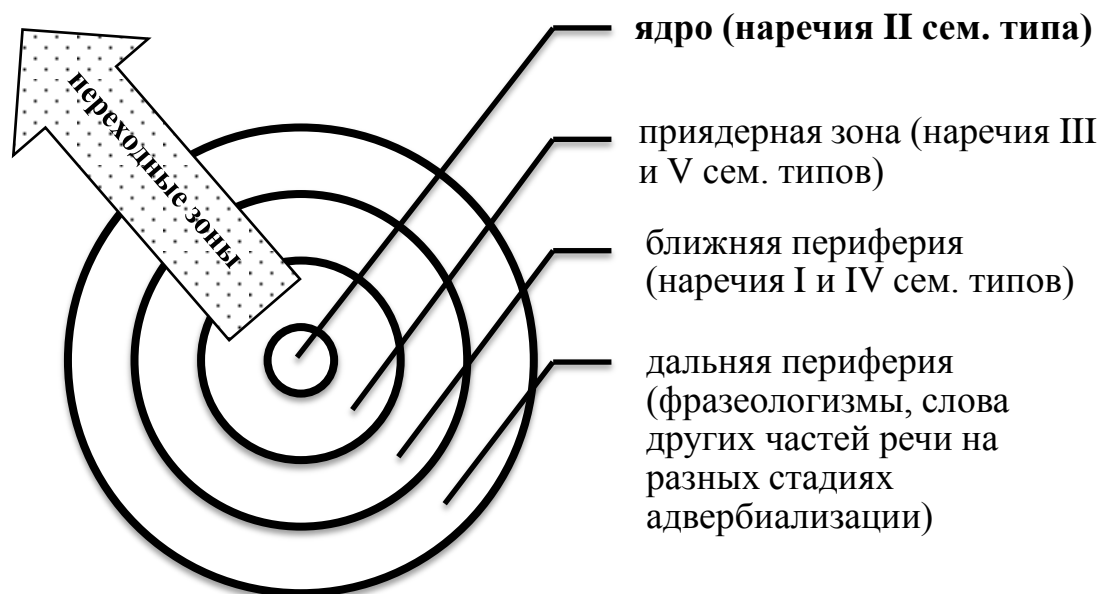 ядро (наречия II сем. типа)
переходные зоны
приядерная зона (наречия III
и V сем. типов)
ближняя периферия
(наречия I и IV сем. типов)
дальняя периферия
(фразеологизмы, слова
других частей речи на
разных стадиях
адвербиализации)